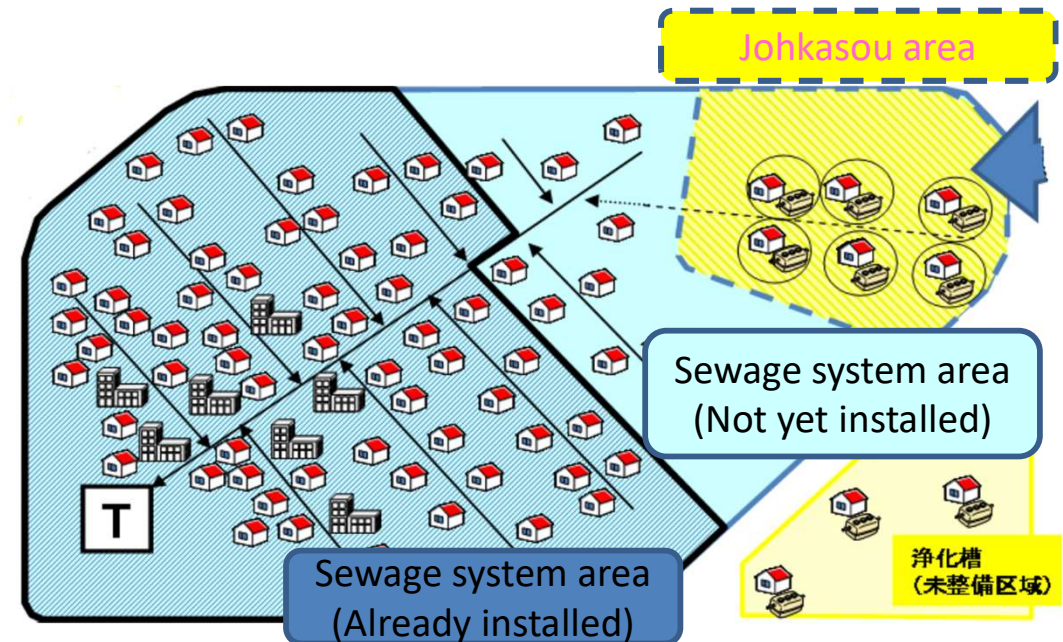 Johkasou area
Sewage system area
(Not yet installed)
T
浄化槽
(未整備区域)
Sewage system area
(Already installed)